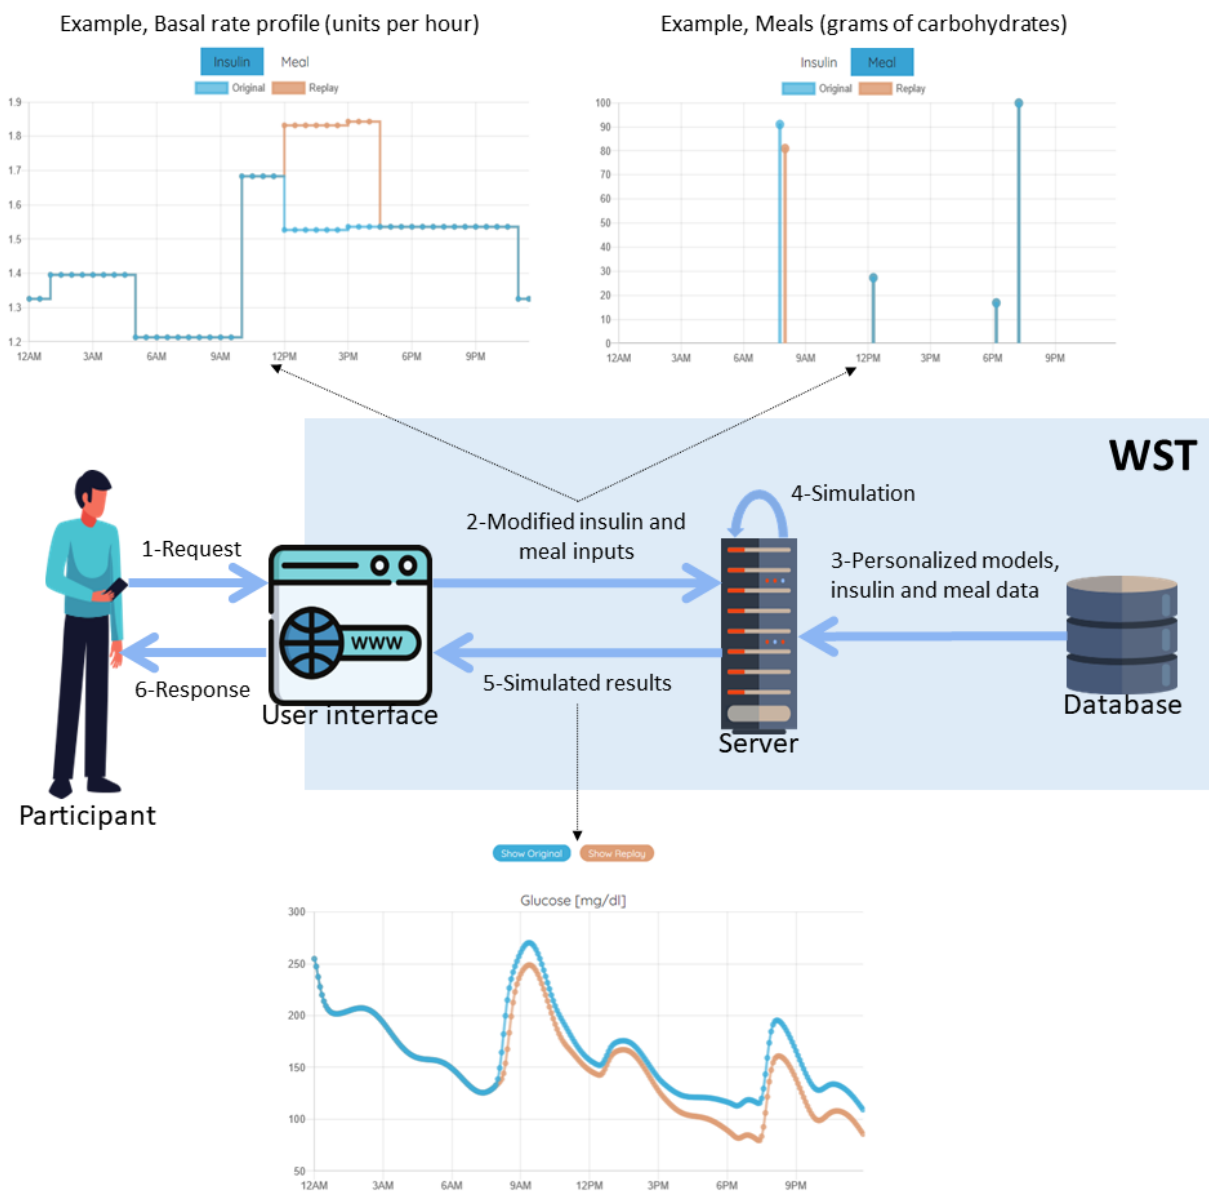 Example, Basal rate profile (units per hour)
Insulin Meal
Original Replay
1.9
1.8
1.7
1.6
1.5
1.4
1.3
1.2
12AM 3AM 6AM 9AM 12PM 3PM 6PM 9PM
Example, Meals (grams of carbohydrates)
Insulin Meal
Original Replay
100
90
80
70
60
50
40
30
20
10
0
12AM 3AM 6AM 9AM 12PM 3PM 6PM 9PM
WST
4-Simulation
2-Modified insulin and
meal inputs
1-Request
3-Personalized models,
insulin and meal data
WWW
6-Response
5-Simulated results
User interface
Server
Database
Participant
Show Original Show Replay
Glucose [mg/dl]
300
250
200
150
100
50
12AM 3AM 6AM 9AM 12PM 3PM 6PM 9PM